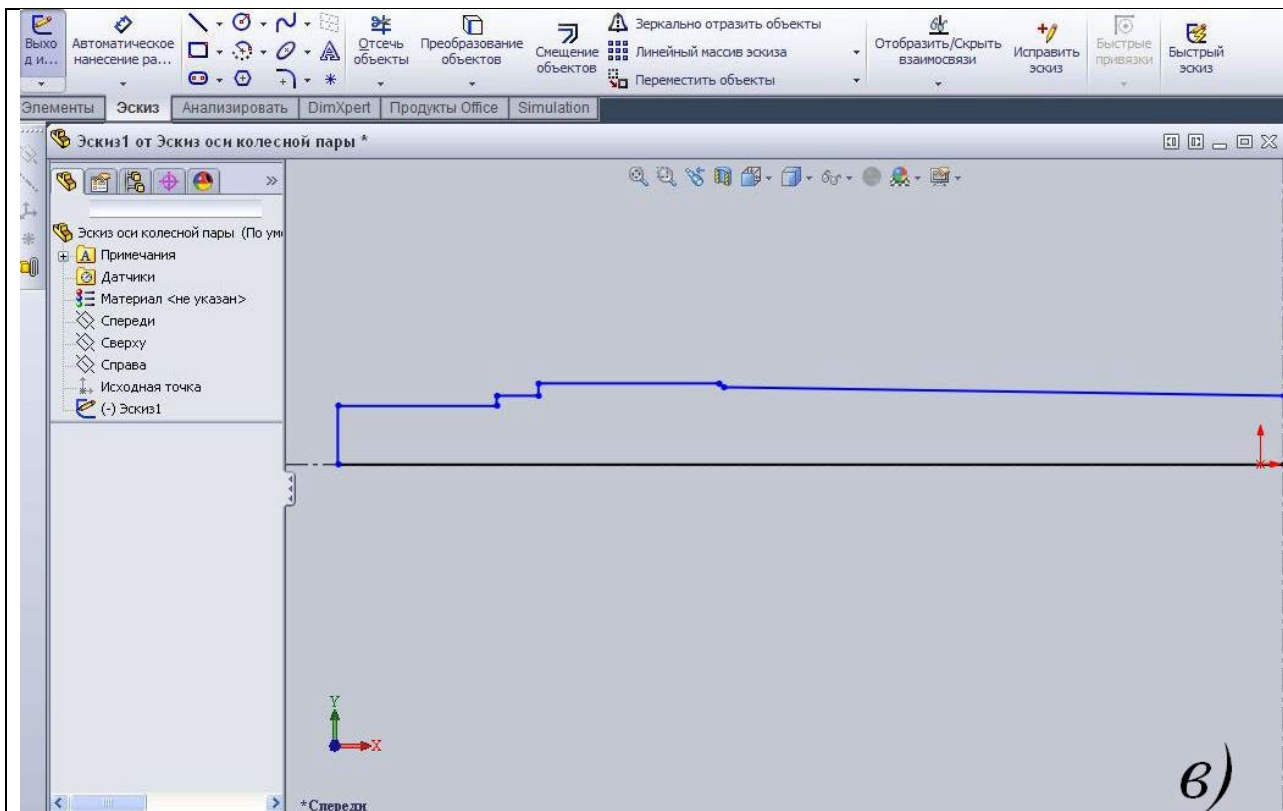 Выхо
д и...
Автоматическое
нанесение ра...
Отсечь
объекты
Преобразование
объектов
Смещение
объектов
Зеркально отразить объекты
Линейный массив эскиза
Переместить объекты
Отобразить/Скрыть
взаимосвязи
Исправить
эскиз
Быстрые
привязки
Быстрый
эскиз
Элементы Эскиз Анализировать DimXpert Продукты Office Simulation
Эскиз1 от Эскиз оси колесной пары *
Эскиз оси колесной пары (По умо
Примечания
Датчики
Материал <не указан>
Спереди
Сверху
Справа
Исходная точка
(-) Эскиз1
Y
X
*Спереди
в)